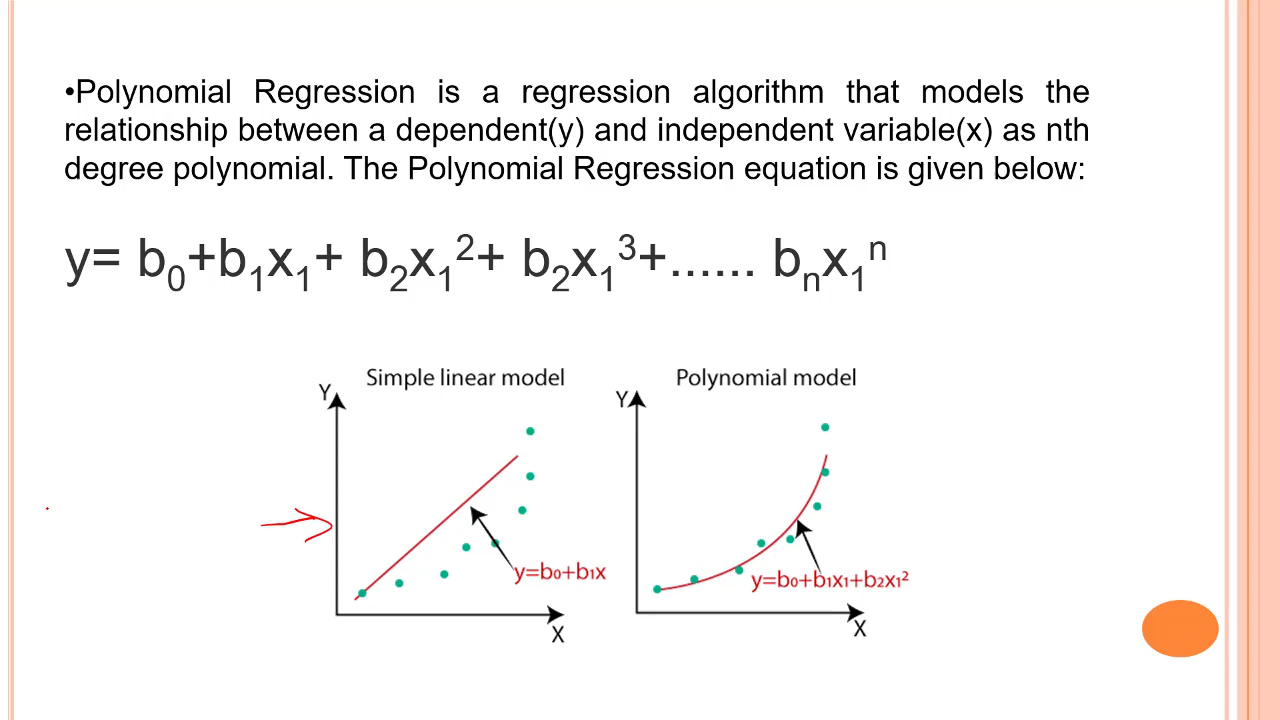 •Polynomial Regression is a regression algorithm that models the
relationship between a dependent(y) and independent variable(x) as nth
degree polynomial. The Polynomial Regression equation is given below:
y= b₀+b₁x₁+ b₂x₁²+ b₂x₁³+...... bₙx₁ⁿ
Simple linear model
Y
y=b₀+b₁x
X
Polynomial model
Y
y=b₀+b₁x₁+b₂x₁²
X